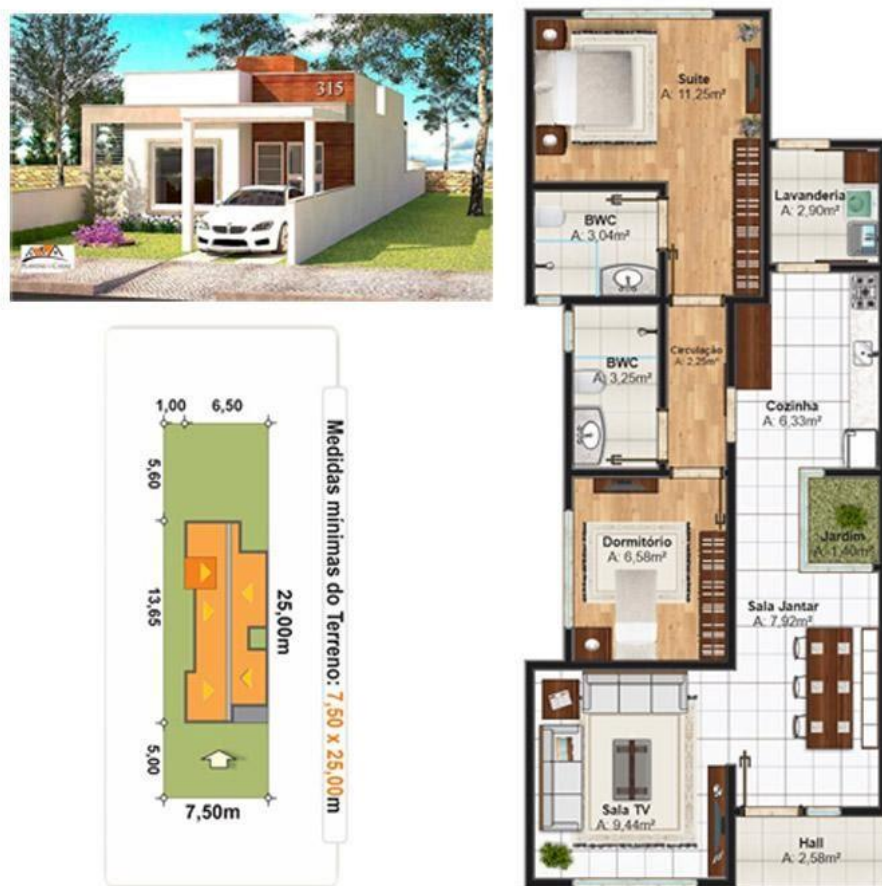 315
1,00
6,50
5,60
13,65
5,00
25,00m
7,50m
Medidas mínimas do Terreno: 7,50 x 25,00m
Suíte
A: 11,25m²
Lavanderia
A: 2,90m²
BWC
A: 3,04m²
Circulação
A: 2,25m²
BWC
A: 3,25m²
Cozinha
A: 6,33m²
Dormitório
A: 6,58m²
Jardim
A: 1,40m²
Sala Jantar
A: 7,92m²
Sala TV
A: 9,44m²
Hall
A: 2,58m²